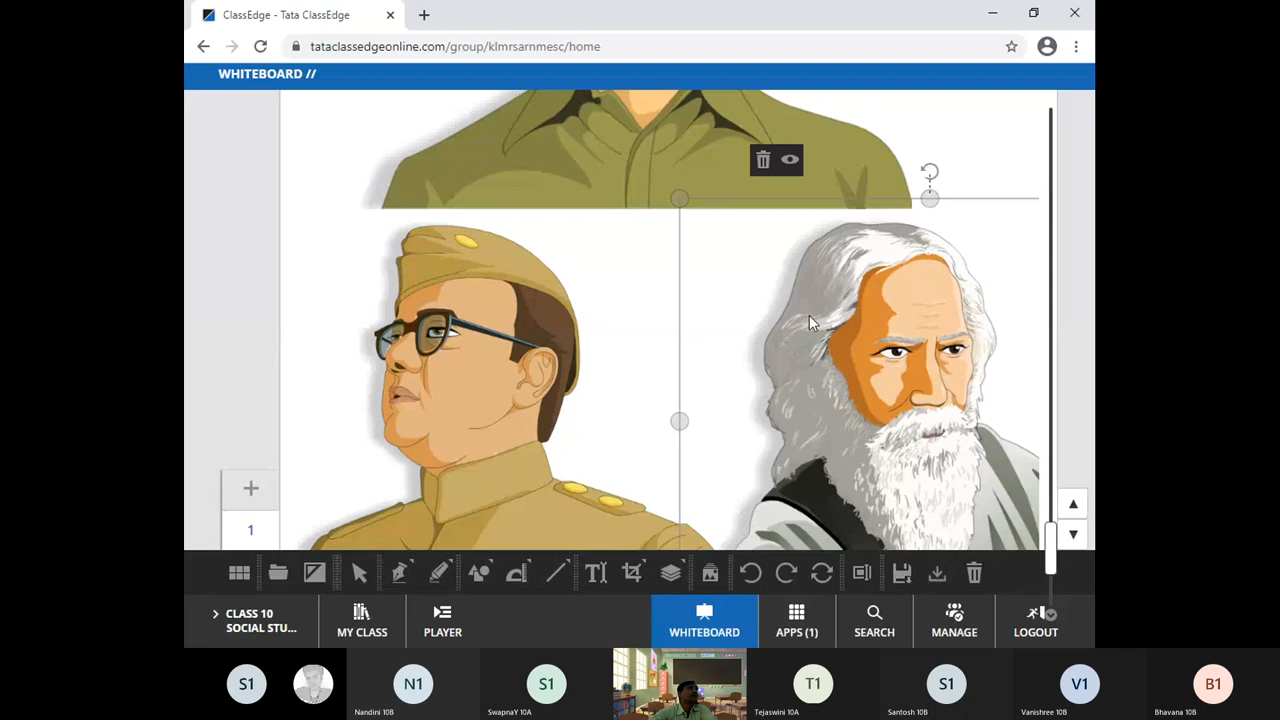 ClassEdge - Tata ClassEdge
tataclassedgeonline.com/group/klmrsarnmesc/home
WHITEBOARD //
1
CLASS 10
SOCIAL STU...
MY CLASS
PLAYER
WHITEBOARD
APPS (1)
SEARCH
MANAGE
LOGOUT
S1
N1
S1
T1
S1
V1
B1
Nandini 10B
SwapnaY 10A
Tejaswini 10A
Santosh 10B
Vanishree 10B
Bhavana 10B